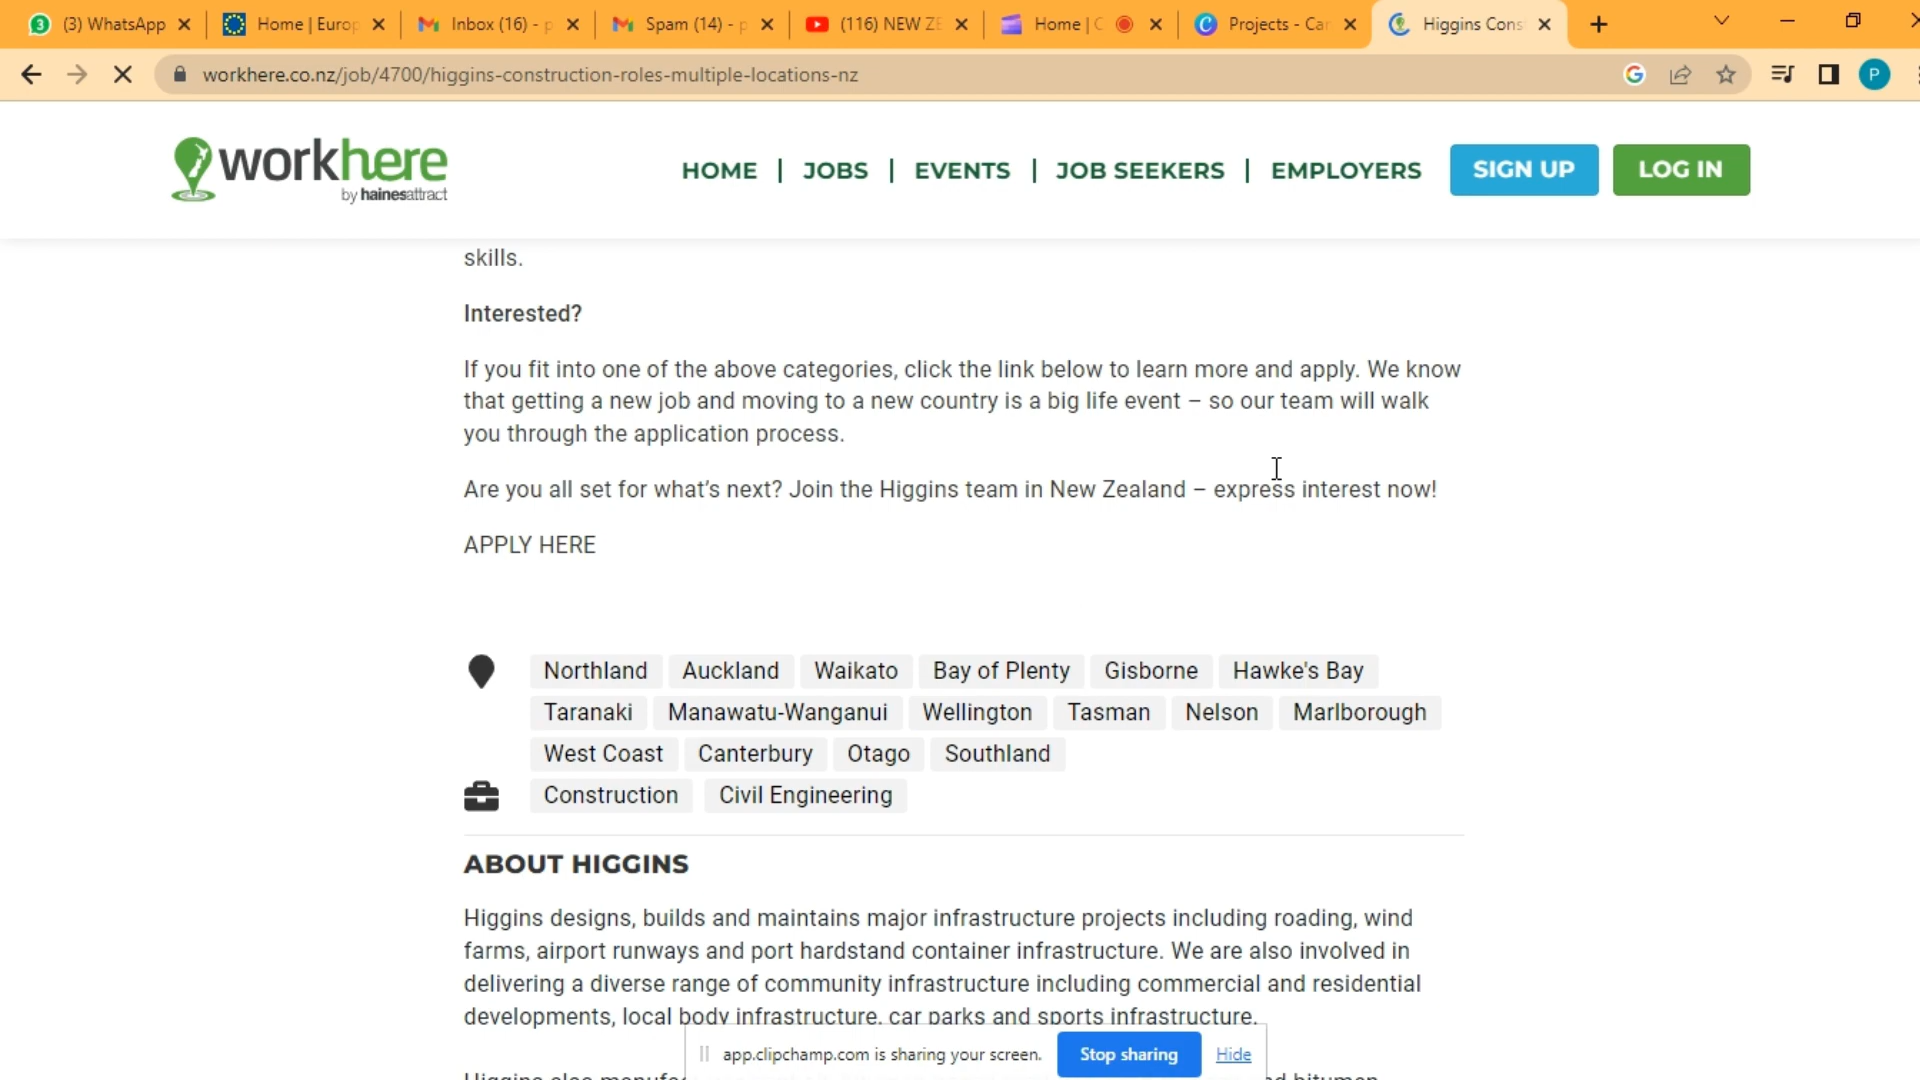 (3) WhatsApp
Home | Europ
Inbox (16) - p
Spam (14) - p
(116) NEW ZE
Home | C
Projects - Can
Higgins Cons
workhere.co.nz/job/4700/higgins-construction-roles-multiple-locations-nz
P
workhere
by hainesattract
HOME | JOBS | EVENTS | JOB SEEKERS | EMPLOYERS
SIGN UP
LOG IN
skills.
Interested?
If you fit into one of the above categories, click the link below to learn more and apply. We know
that getting a new job and moving to a new country is a big life event – so our team will walk
you through the application process.
Are you all set for what’s next? Join the Higgins team in New Zealand – express interest now!
APPLY HERE
Northland Auckland Waikato Bay of Plenty Gisborne Hawke's Bay
Taranaki Manawatu-Wanganui Wellington Tasman Nelson Marlborough
West Coast Canterbury Otago Southland
Construction Civil Engineering
ABOUT HIGGINS
Higgins designs, builds and maintains major infrastructure projects including roading, wind
farms, airport runways and port hardstand container infrastructure. We are also involved in
delivering a diverse range of community infrastructure including commercial and residential
developments, local body infrastructure, car parks and sports infrastructure.
app.clipchamp.com is sharing your screen.
Stop sharing
Hide
Higgins also
bitumen